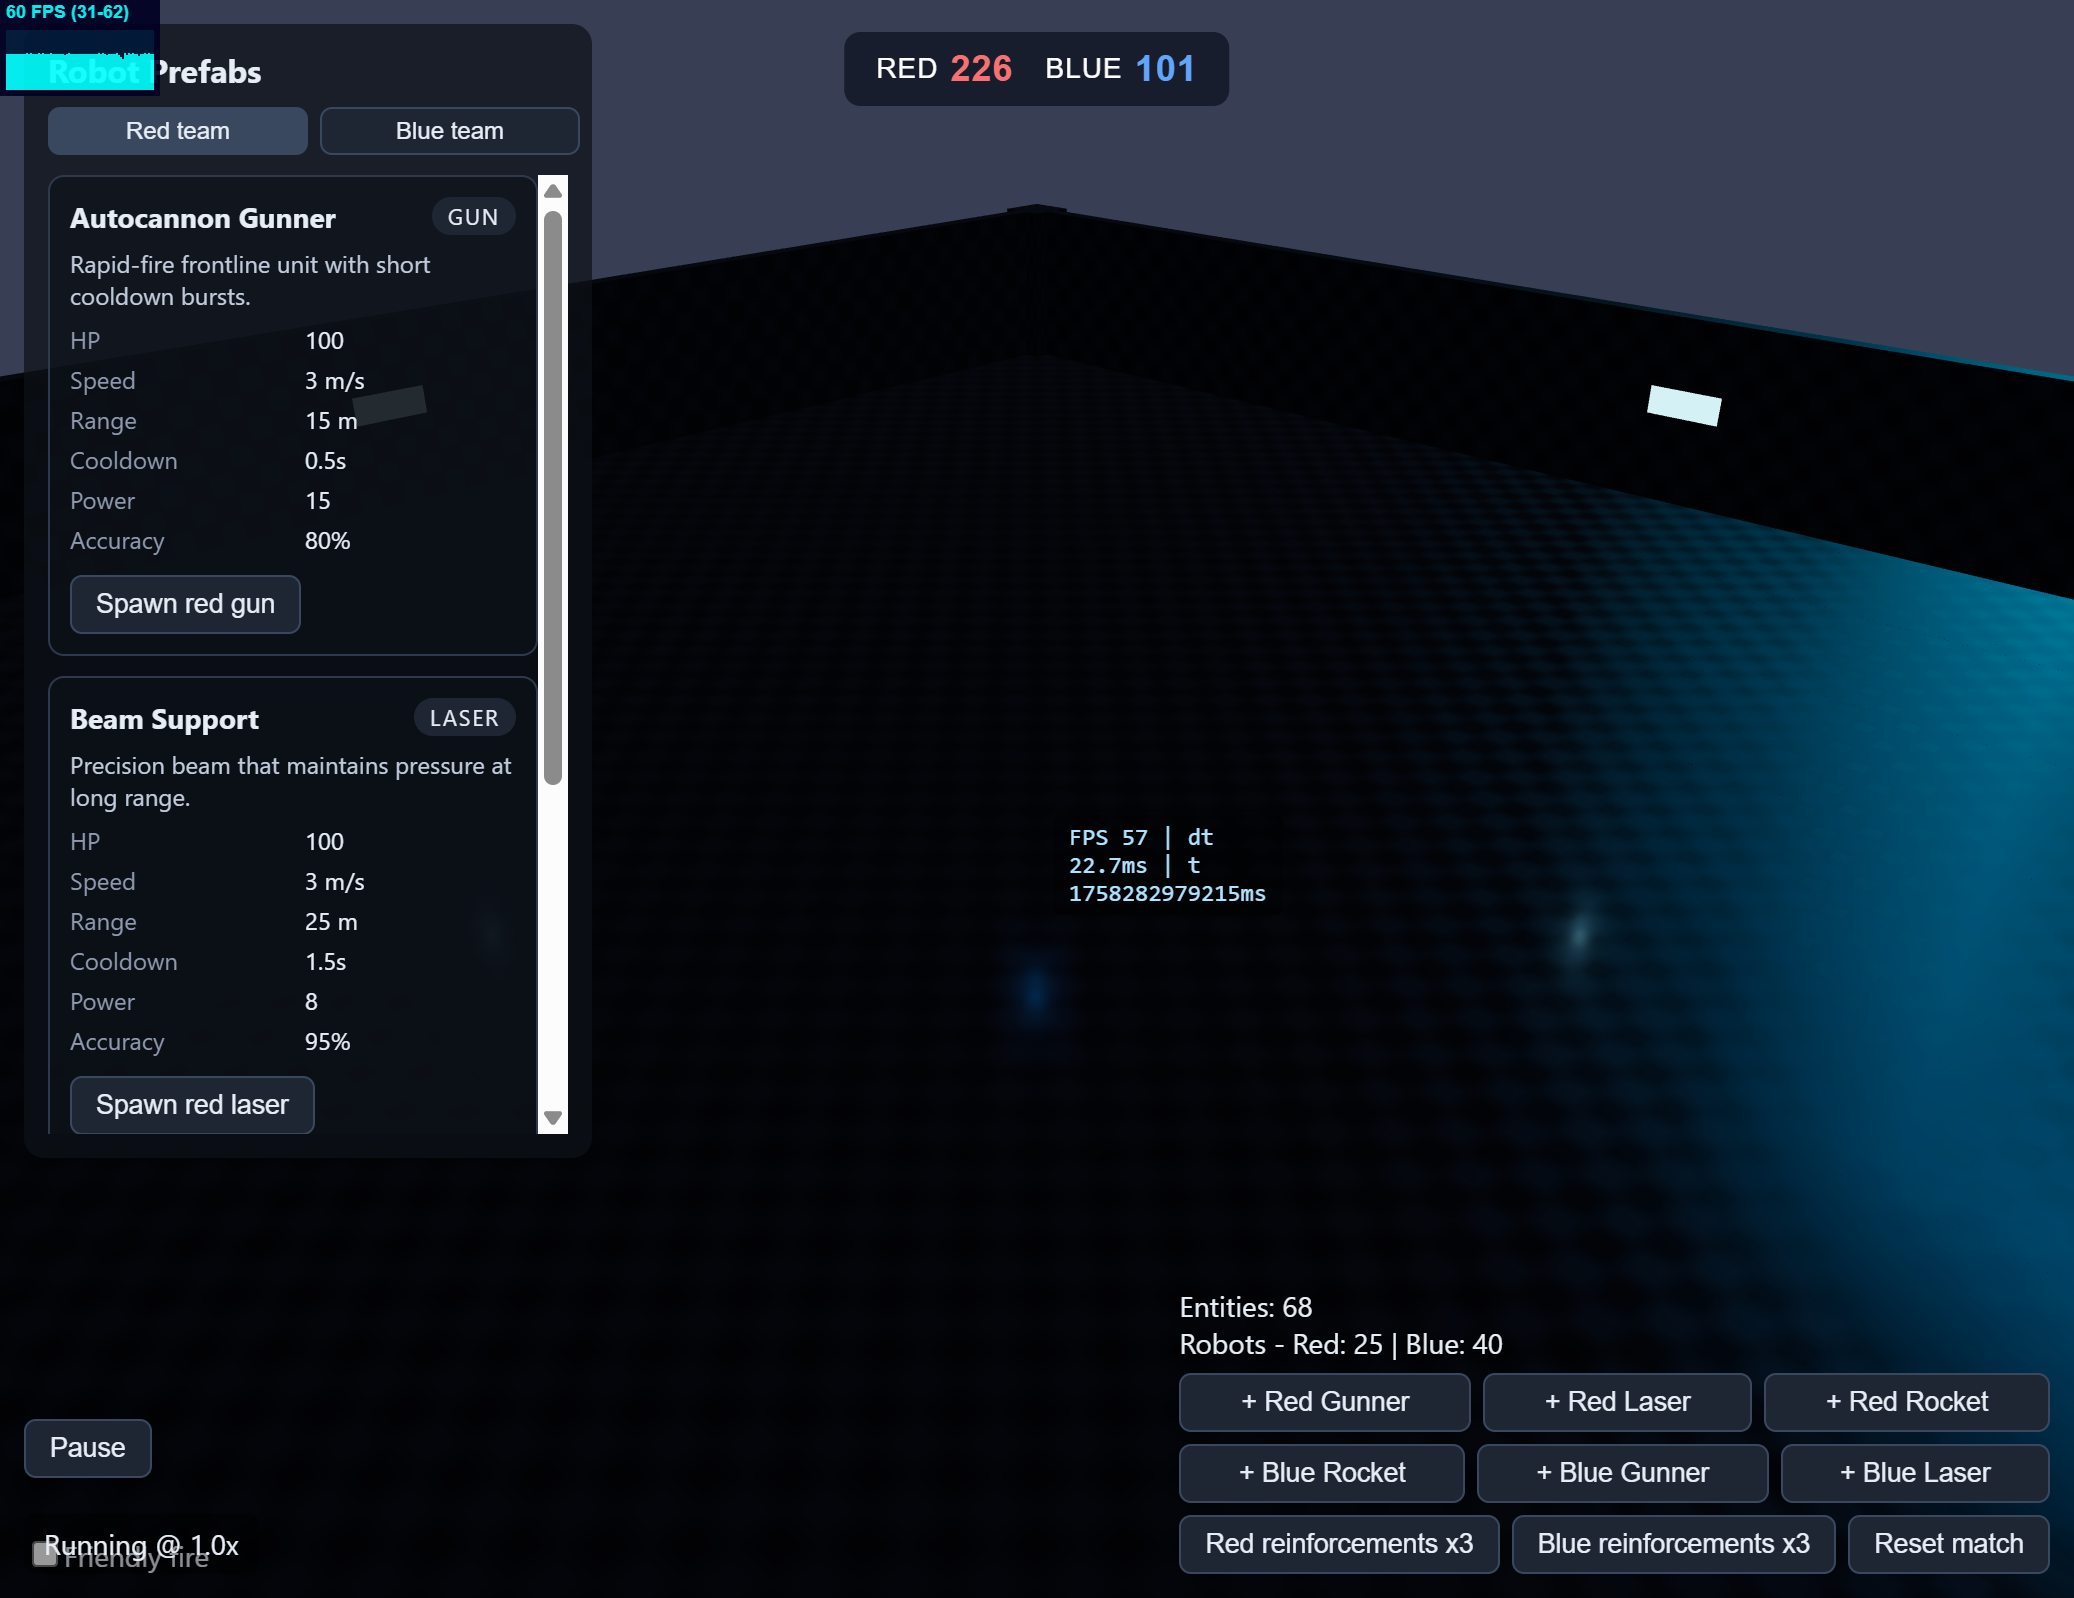 60 FPS (31-62)
Robot Prefabs
Red team
Blue team
RED 226 BLUE 101
Autocannon Gunner
GUN
Rapid-fire frontline unit with short
cooldown bursts.
HP 100
Speed 3 m/s
Range 15 m
Cooldown 0.5s
Power 15
Accuracy 80%
Spawn red gun
Beam Support
LASER
Precision beam that maintains pressure at
long range.
HP 100
Speed 3 m/s
Range 25 m
Cooldown 1.5s
Power 8
Accuracy 95%
Spawn red laser
FPS 57 | dt
22.7ms | t
1758282979215ms
Entities: 68
Robots - Red: 25 | Blue: 40
+ Red Gunner
+ Red Laser
+ Red Rocket
+ Blue Rocket
+ Blue Gunner
+ Blue Laser
Red reinforcements x3
Blue reinforcements x3
Reset match
Pause
Running @ 1.0x
Friendly fire